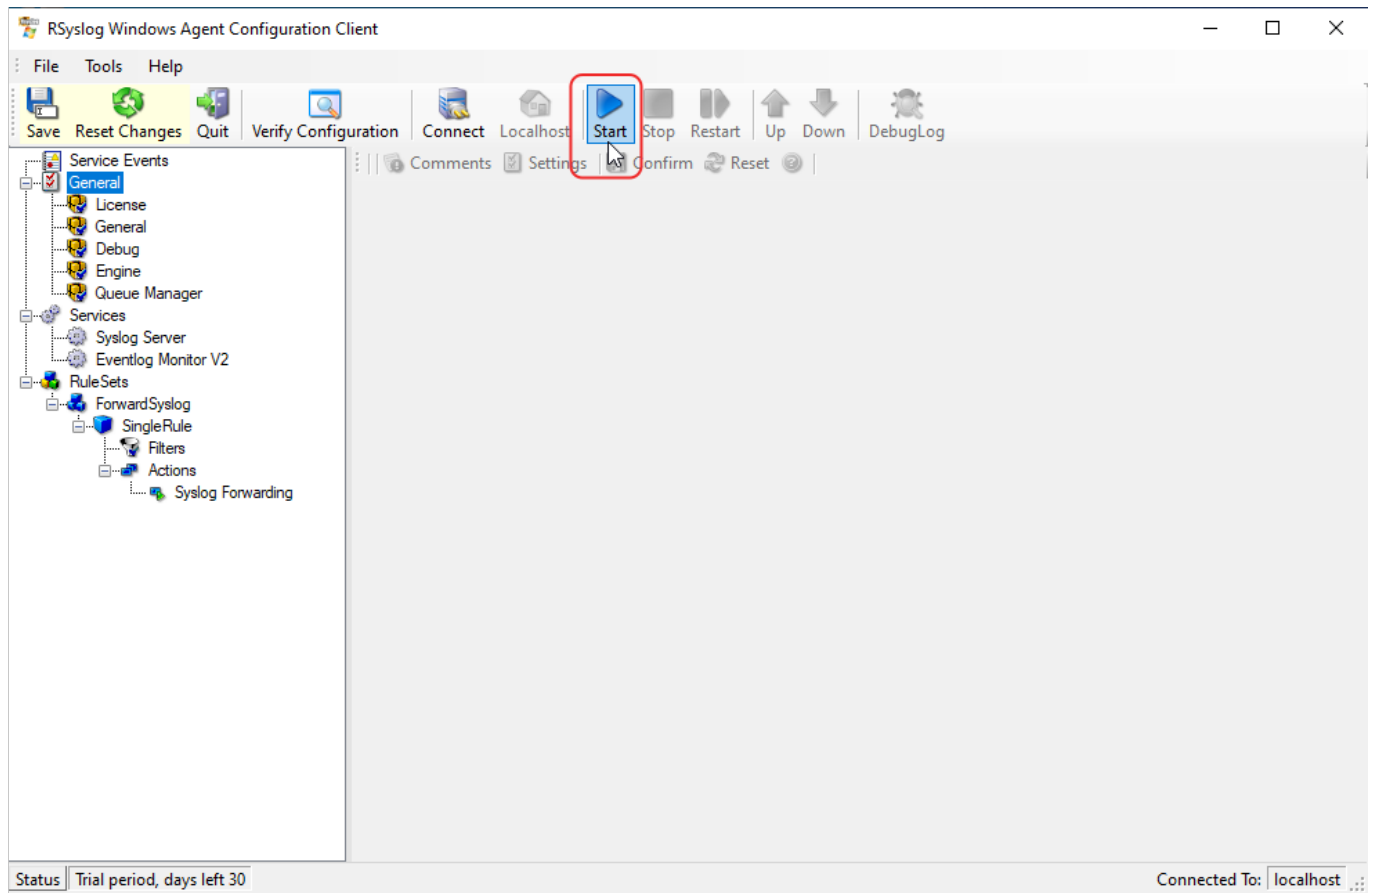 RSyslog Windows Agent Configuration Client
File Tools Help
Save Reset Changes Quit Verify Configuration Connect Localhost Start Stop Restart Up Down DebugLog
Comments Settings Confirm Reset
Service Events
General
License
General
Debug
Engine
Queue Manager
Services
Syslog Server
Eventlog Monitor V2
RuleSets
ForwardSyslog
SingleRule
Filters
Actions
Syslog Forwarding
Status Trial period, days left 30 Connected To: localhost